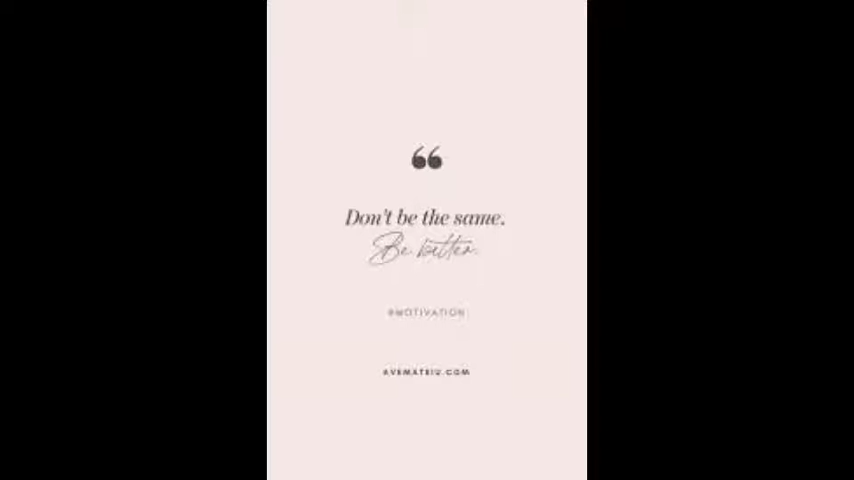 ❝
Don't be the same.
Be better.
#MOTIVATION
AVEMATEIU.COM